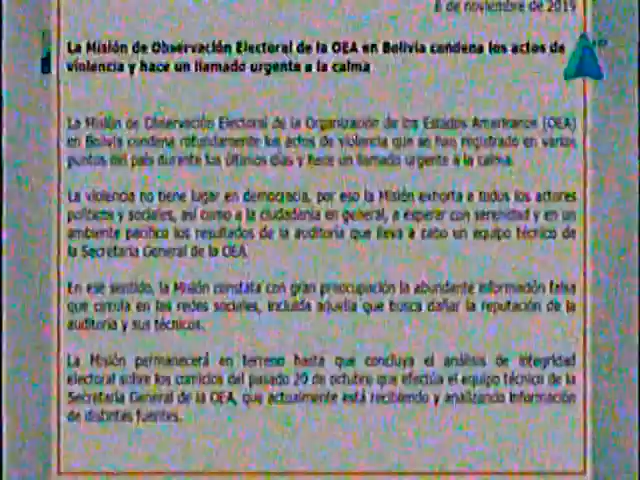 8 de noviembre de 2019
La Misión de Observación Electoral de la OEA en Bolivia condena los actos de
violencia y hace un llamado urgente a la calma
La Misión de Observación Electoral de la Organización de los Estados Americanos (OEA)
en Bolivia condena rotundamente los actos de violencia que se han registrado en varios
puntos del país durante los últimos días y hace un llamado urgente a la calma.
La violencia no tiene lugar en democracia, por eso la Misión exhorta a todos los actores
políticos y sociales, así como a la ciudadanía en general, a esperar con serenidad y en un
ambiente pacífico los resultados de la auditoría que lleva a cabo un equipo técnico de
la Secretaría General de la OEA.
En ese sentido, la Misión constata con gran preocupación la abundante información falsa
que circula en las redes sociales, incluida aquella que busca dañar la reputación de la
auditoría y sus técnicos.
La Misión permanecerá en terreno hasta que concluya el análisis de integridad
electoral sobre los comicios del pasado 20 de octubre que efectúa el equipo técnico de la
Secretaría General de la OEA, que actualmente está recibiendo y analizando información
de distintas fuentes.